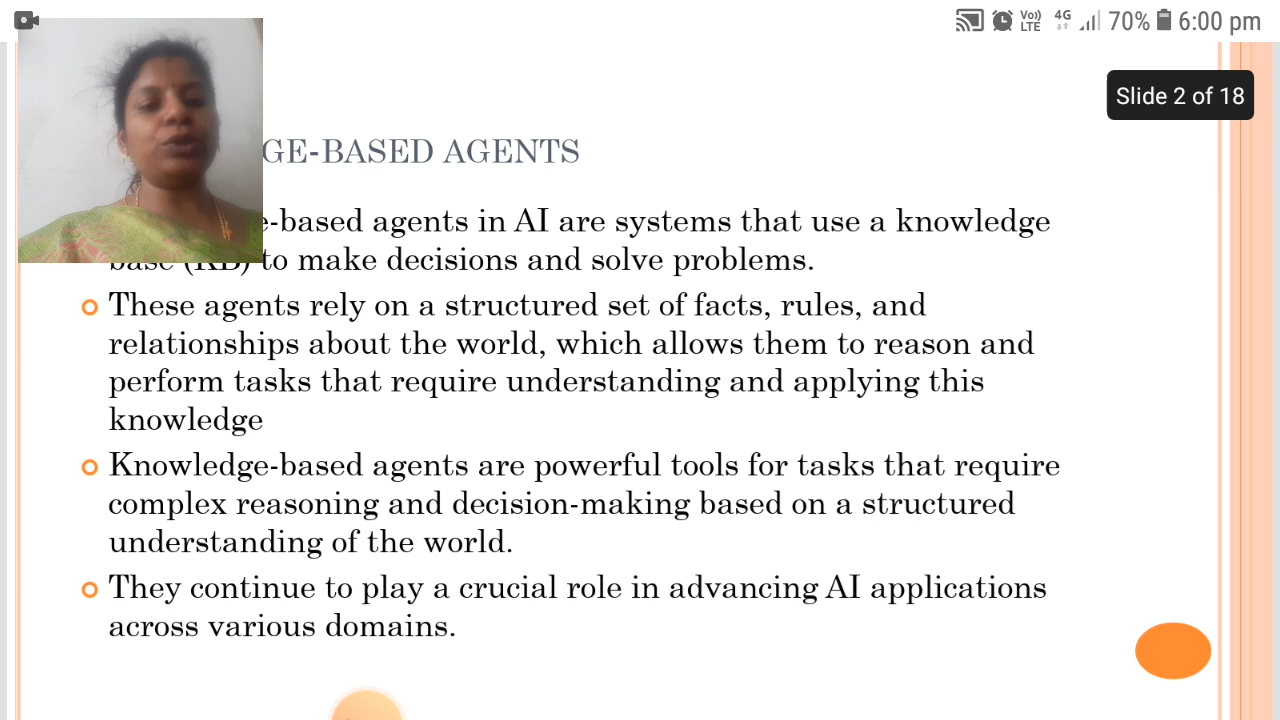 Vo))
LTE
4G
70%
6:00 pm
Slide 2 of 18
GE-BASED AGENTS
e-based agents in AI are systems that use a knowledge
base (KB) to make decisions and solve problems.
These agents rely on a structured set of facts, rules, and
relationships about the world, which allows them to reason and
perform tasks that require understanding and applying this
knowledge
Knowledge-based agents are powerful tools for tasks that require
complex reasoning and decision-making based on a structured
understanding of the world.
They continue to play a crucial role in advancing AI applications
across various domains.